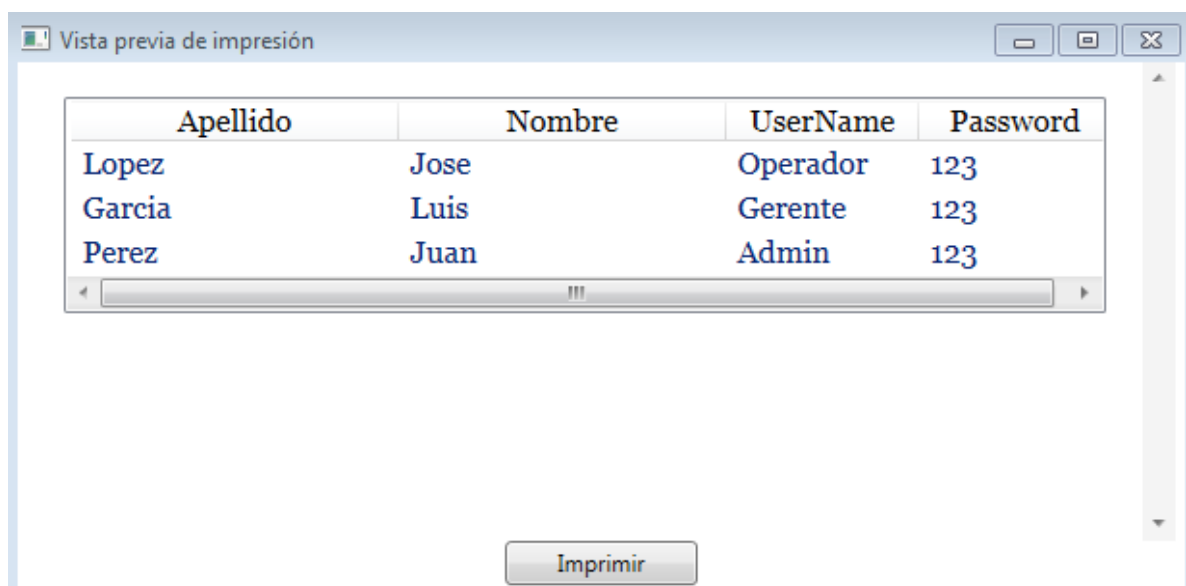 Vista previa de impresión
Apellido Nombre UserName Password
Lopez Jose Operador 123
Garcia Luis Gerente 123
Perez Juan Admin 123
Imprimir